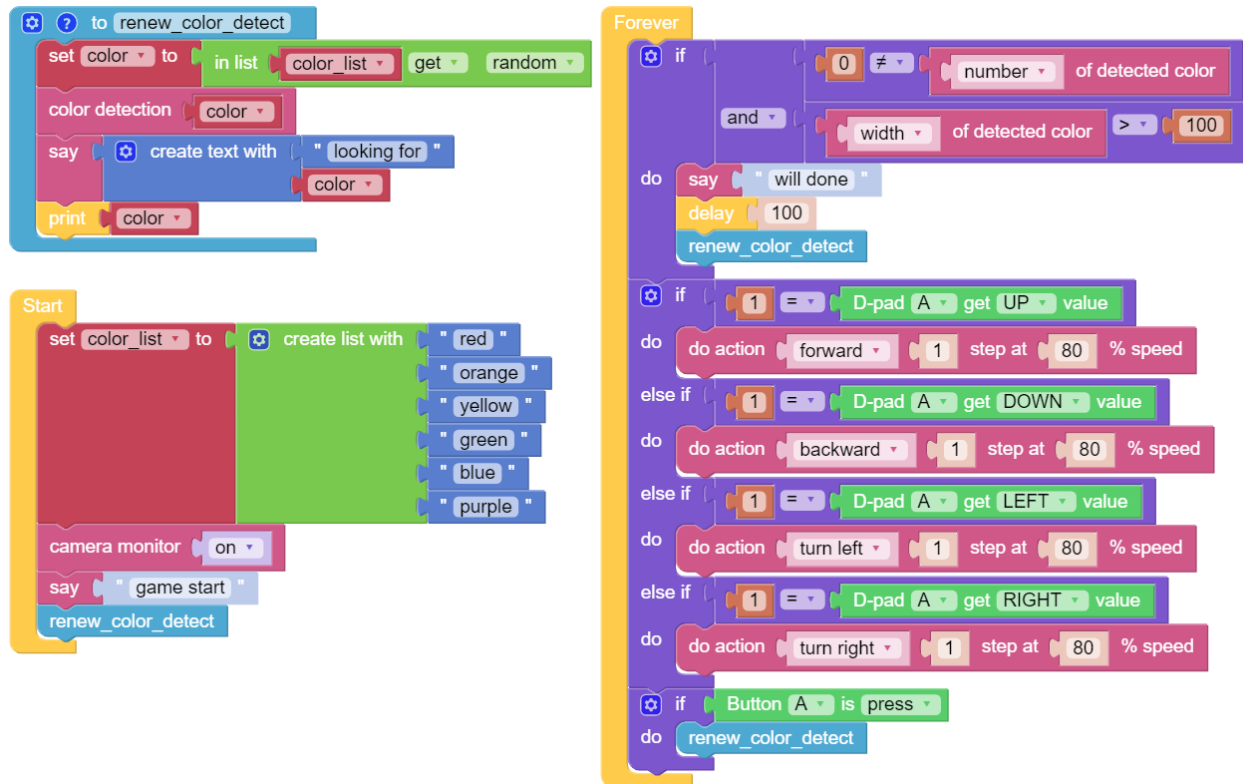 to renew_color_detect
set color to in list color_list get random
color detection color
say create text with " looking for "
color
print color
Start
set color_list to create list with " red "
" orange "
" yellow "
" green "
" blue "
" purple "
camera monitor on
say " game start "
renew_color_detect
Forever
if 0 ≠ number of detected color
and width of detected color > 100
do say " will done "
delay 100
renew_color_detect
if 1 = D-pad A get UP value
do do action forward 1 step at 80 % speed
else if 1 = D-pad A get DOWN value
do do action backward 1 step at 80 % speed
else if 1 = D-pad A get LEFT value
do do action turn left 1 step at 80 % speed
else if 1 = D-pad A get RIGHT value
do do action turn right 1 step at 80 % speed
if Button A is press
do renew_color_detect